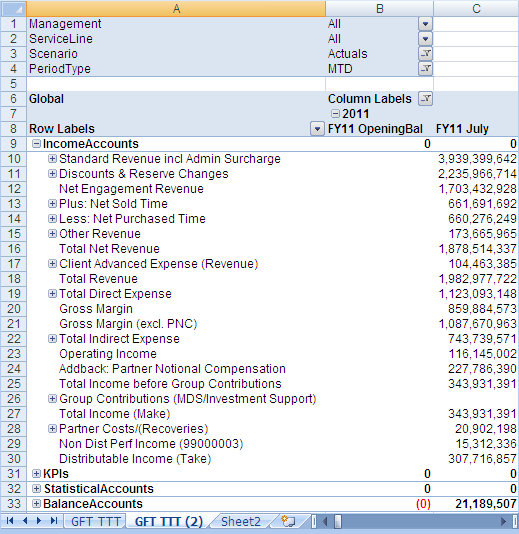 A B C
1 Management All
2 ServiceLine All
3 Scenario Actuals
4 PeriodType MTD
5
6 Global Column Labels
7 2011
8 Row Labels FY11 OpeningBal FY11 July
9 IncomeAccounts 0 0
10 Standard Revenue incl Admin Surcharge 3,939,399,642
11 Discounts & Reserve Changes 2,235,966,714
12 Net Engagement Revenue 1,703,432,928
13 Plus: Net Sold Time 661,691,692
14 Less: Net Purchased Time 660,276,249
15 Other Revenue 173,665,965
16 Total Net Revenue 1,878,514,337
17 Client Advanced Expense (Revenue) 104,463,385
18 Total Revenue 1,982,977,722
19 Total Direct Expense 1,123,093,148
20 Gross Margin 859,884,573
21 Gross Margin (excl. PNC) 1,087,670,963
22 Total Indirect Expense 743,739,571
23 Operating Income 116,145,002
24 Addback: Partner Notional Compensation 227,786,390
25 Total Income before Group Contributions 343,931,391
26 Group Contributions (MDS/Investment Support)
27 Total Income (Make) 343,931,391
28 Partner Costs/(Recoveries) 20,902,198
29 Non Dist Perf Income (99000003) 15,312,336
30 Distributable Income (Take) 307,716,857
31 KPIs 0 0
32 StatisticalAccounts 0 0
33 BalanceAccounts (0) 21,189,507
GFT TTT GFT TTT (2) Sheet2